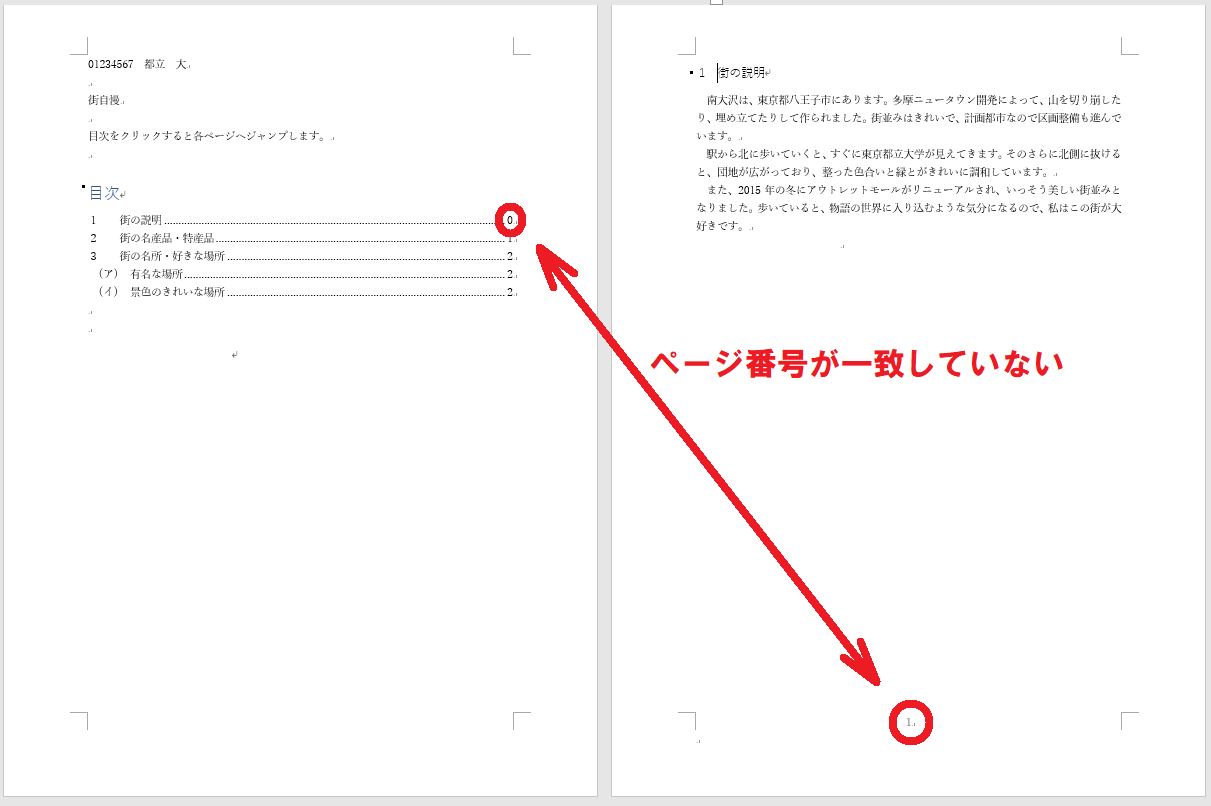 01234567　都立　大
街自慢
目次をクリックすると各ページへジャンプします。
目次
1　街の説明 ........ 0
2　街の名産品・特産品 ........ 1
3　街の名所・好きな場所 ........ 2
（ア）　有名な場所 ........ 2
（イ）　景色のきれいな場所 ........ 2
1　街の説明
南大沢は、東京都八王子市にあります。多摩ニュータウン開発によって、山を切り崩した
り、埋め立てたりして作られました。街並みはきれいで、計画都市なので区画整備も進んで
います。
駅から北に歩いていくと、すぐに東京都立大学が見えてきます。そのさらに北側に抜ける
と、団地が広がっており、整った色合いと緑とがきれいに調和しています。
また、2015 年の冬にアウトレットモールがリニューアルされ、いっそう美しい街並みと
なりました。歩いていると、物語の世界に入り込むような気分になるので、私はこの街が大
好きです。
ページ番号が一致していない
1